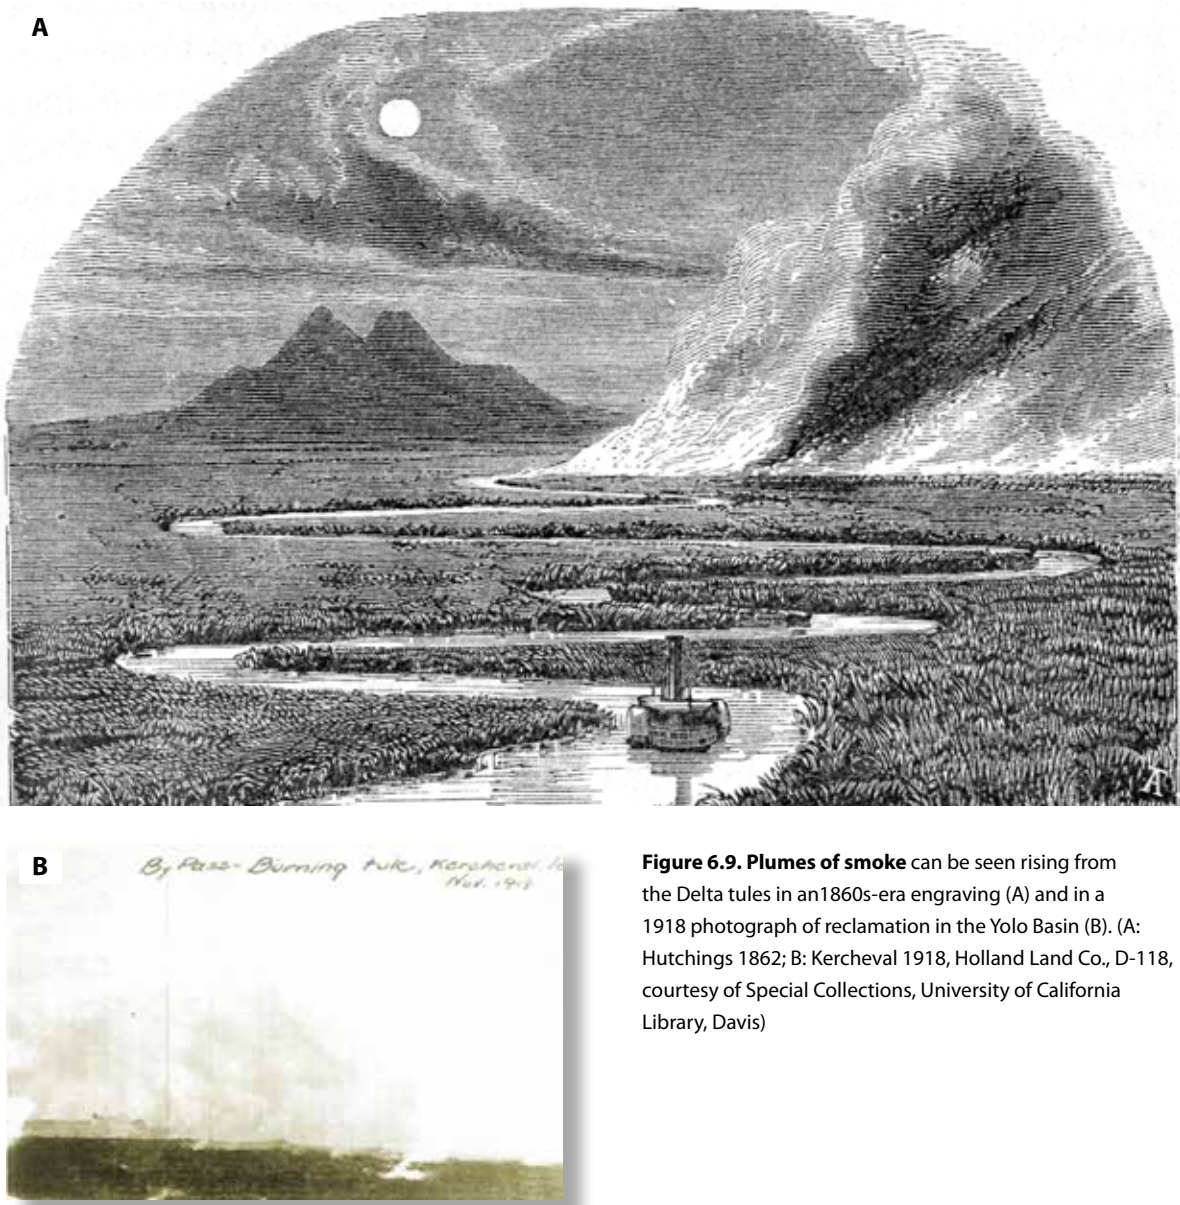 A
B
By Pass - Burning tule, Kercheval
Nov. 1918
Figure 6.9. Plumes of smoke can be seen rising from
the Delta tules in an1860s-era engraving (A) and in a
1918 photograph of reclamation in the Yolo Basin (B). (A:
Hutchings 1862; B: Kercheval 1918, Holland Land Co., D-118,
courtesy of Special Collections, University of California
Library, Davis)